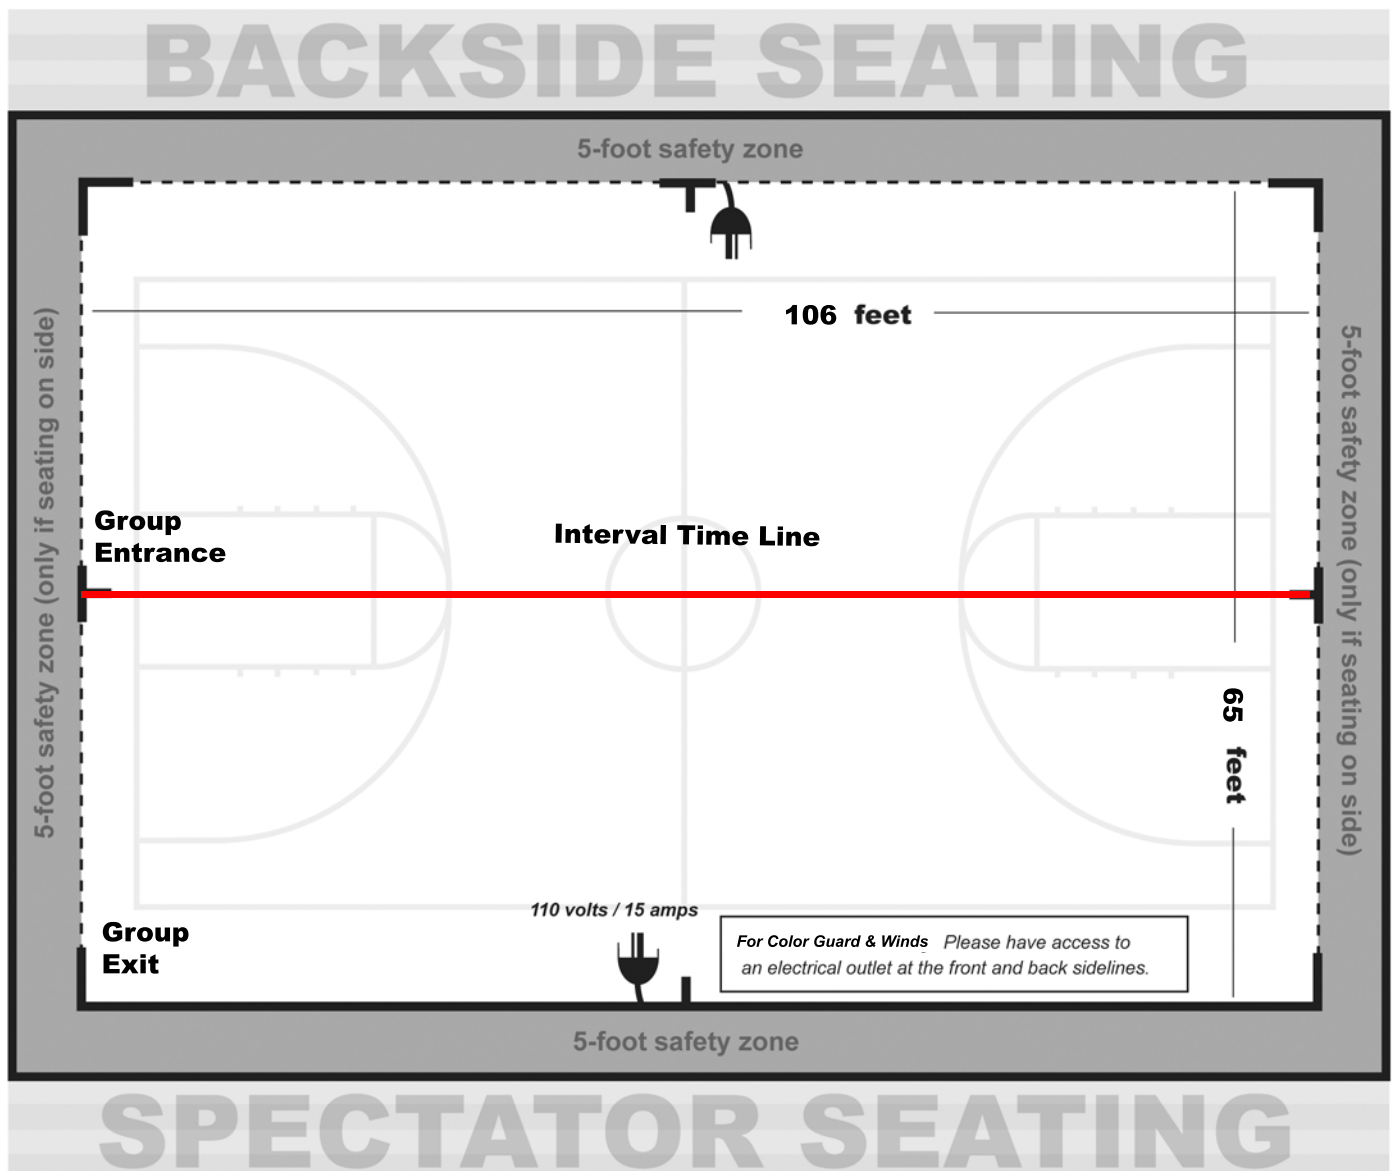 BACKSIDE SEATING
5-foot safety zone
106 feet
5-foot safety zone (only if seating on side)
5-foot safety zone (only if seating on side)
Group
Entrance
Interval Time Line
65 feet
110 volts / 15 amps
Group
Exit
For Color Guard & Winds Please have access to
an electrical outlet at the front and back sidelines.
5-foot safety zone
SPECTATOR SEATING